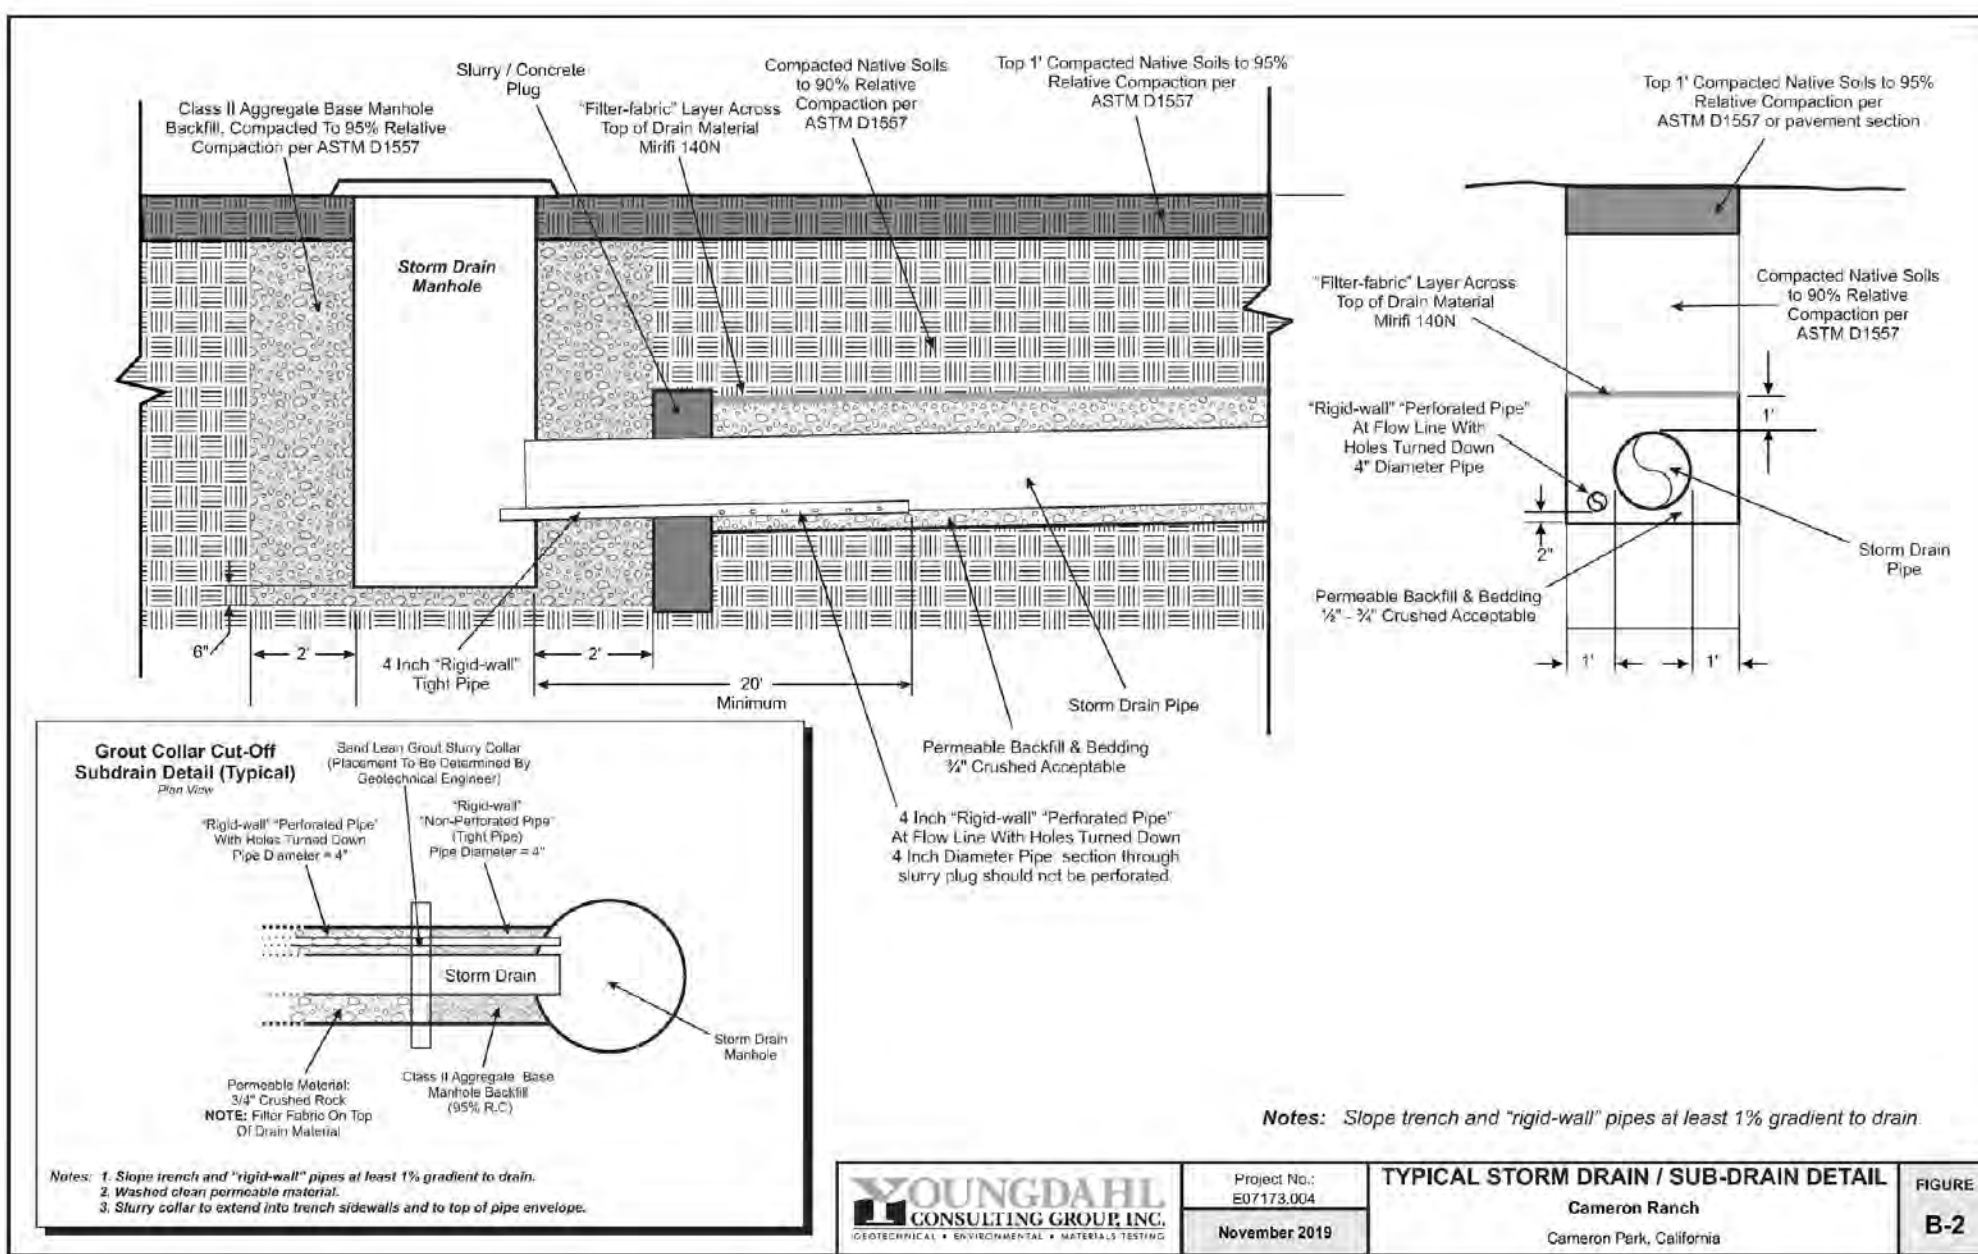 Slurry / Concrete
Plug
Compacted Native Soils
to 90% Relative
Compaction per
ASTM D1557
Top 1' Compacted Native Soils to 95%
Relative Compaction per
ASTM D1557
Class II Aggregate Base Manhole
Backfill, Compacted To 95% Relative
Compaction per ASTM D1557
"Filter-fabric" Layer Across
Top of Drain Material
Mirifi 140N
Storm Drain
Manhole
6"
2'
4 Inch "Rigid-wall"
Tight Pipe
2'
20'
Minimum
Storm Drain Pipe
Permeable Backfill & Bedding
¾" Crushed Acceptable
4 Inch "Rigid-wall" "Perforated Pipe"
At Flow Line With Holes Turned Down
4 Inch Diameter Pipe section through
slurry plug should not be perforated.
Top 1' Compacted Native Soils to 95%
Relative Compaction per
ASTM D1557 or pavement section
"Filter-fabric" Layer Across
Top of Drain Material
Mirifi 140N
Compacted Native Soils
to 90% Relative
Compaction per
ASTM D1557
1'
"Rigid-wall" "Perforated Pipe"
At Flow Line With
Holes Turned Down
4" Diameter Pipe
2"
Storm Drain
Pipe
Permeable Backfill & Bedding
½" - ¾" Crushed Acceptable
1'
1'
Grout Collar Cut-Off
Subdrain Detail (Typical)
Plan View
Sand Lean Grout Slurry Collar
(Placement To Be Determined By
Geotechnical Engineer)
"Rigid-wall" "Perforated Pipe"
With Holes Turned Down
Pipe Diameter = 4"
"Rigid-wall"
"Non-Perforated Pipe"
(Tight Pipe)
Pipe Diameter = 4"
Storm Drain
Storm Drain
Manhole
Permeable Material:
3/4" Crushed Rock
NOTE: Filter Fabric On Top
Of Drain Material
Class II Aggregate Base
Manhole Backfill
(95% R.C)
Notes: 1. Slope trench and "rigid-wall" pipes at least 1% gradient to drain.
2. Washed clean permeable material.
3. Slurry collar to extend into trench sidewalls and to top of pipe envelope.
Notes: Slope trench and "rigid-wall" pipes at least 1% gradient to drain
YOUNGDAHL
CONSULTING GROUP, INC.
GEOTECHNICAL • ENVIRONMENTAL • MATERIALS TESTING
Project No.:
E07173.004
November 2019
TYPICAL STORM DRAIN / SUB-DRAIN DETAIL
Cameron Ranch
Cameron Park, California
FIGURE
B-2